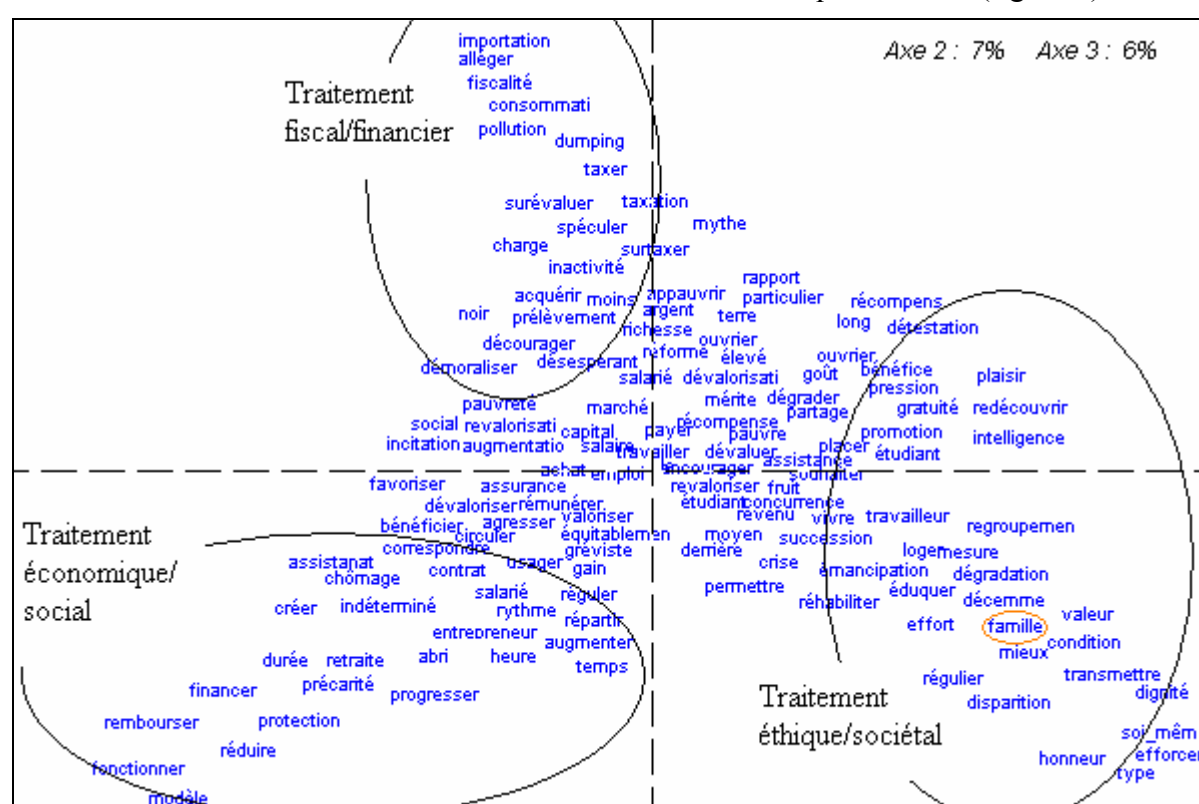 importation
alléger
Axe 2 : 7% Axe 3 : 6%
fiscalité
Traitement
fiscal/financier
consommati
pollution
dumping
taxer
surévaluer taxation
spéculer mythe
charge surtaxer
inactivité
rapport
acquérir moins appauvrir particulier récompens
noir prélèvement argent terre long détestation
richesse
décourager ouvrier
démoraliser désespérant réforme élevé ouvrier
salarié dévalorisati goût bénéfice plaisir
pression
pauvreté marché mérite dégrader gratuité redécouvrir
partage
social revalorisati capital payer récompense promotion intelligence
pauvre
incitation augmentatio salaire travailler dévaluer placer étudiant
assistance
achat emploi encourager souhaiter
favoriser assurance revaloriser fruit
dévaloriser rémunérer étudiant concurrence
valoriser revenu vivre travailleur
bénéficier agresser regroupemen
circuler équitablemen moyen succession
Traitement
économique/
social
correspondre gréviste derrière loger mesure
assistanat usager crise émancipation dégradation
chômage contrat gain
salarié permettre éduquer
créer indéterminé réguler réhabiliter décemme
rythme valeur
répartir effort famille
entrepreneur
augmenter condition
durée retraite abri heure mieux
temps
transmettre
régulier
financer précarité progresser
Traitement
éthique/sociétal
disparition dignité
rembourser protection
soi_mêm
réduire honneur efforcer
fonctionner type
modèle